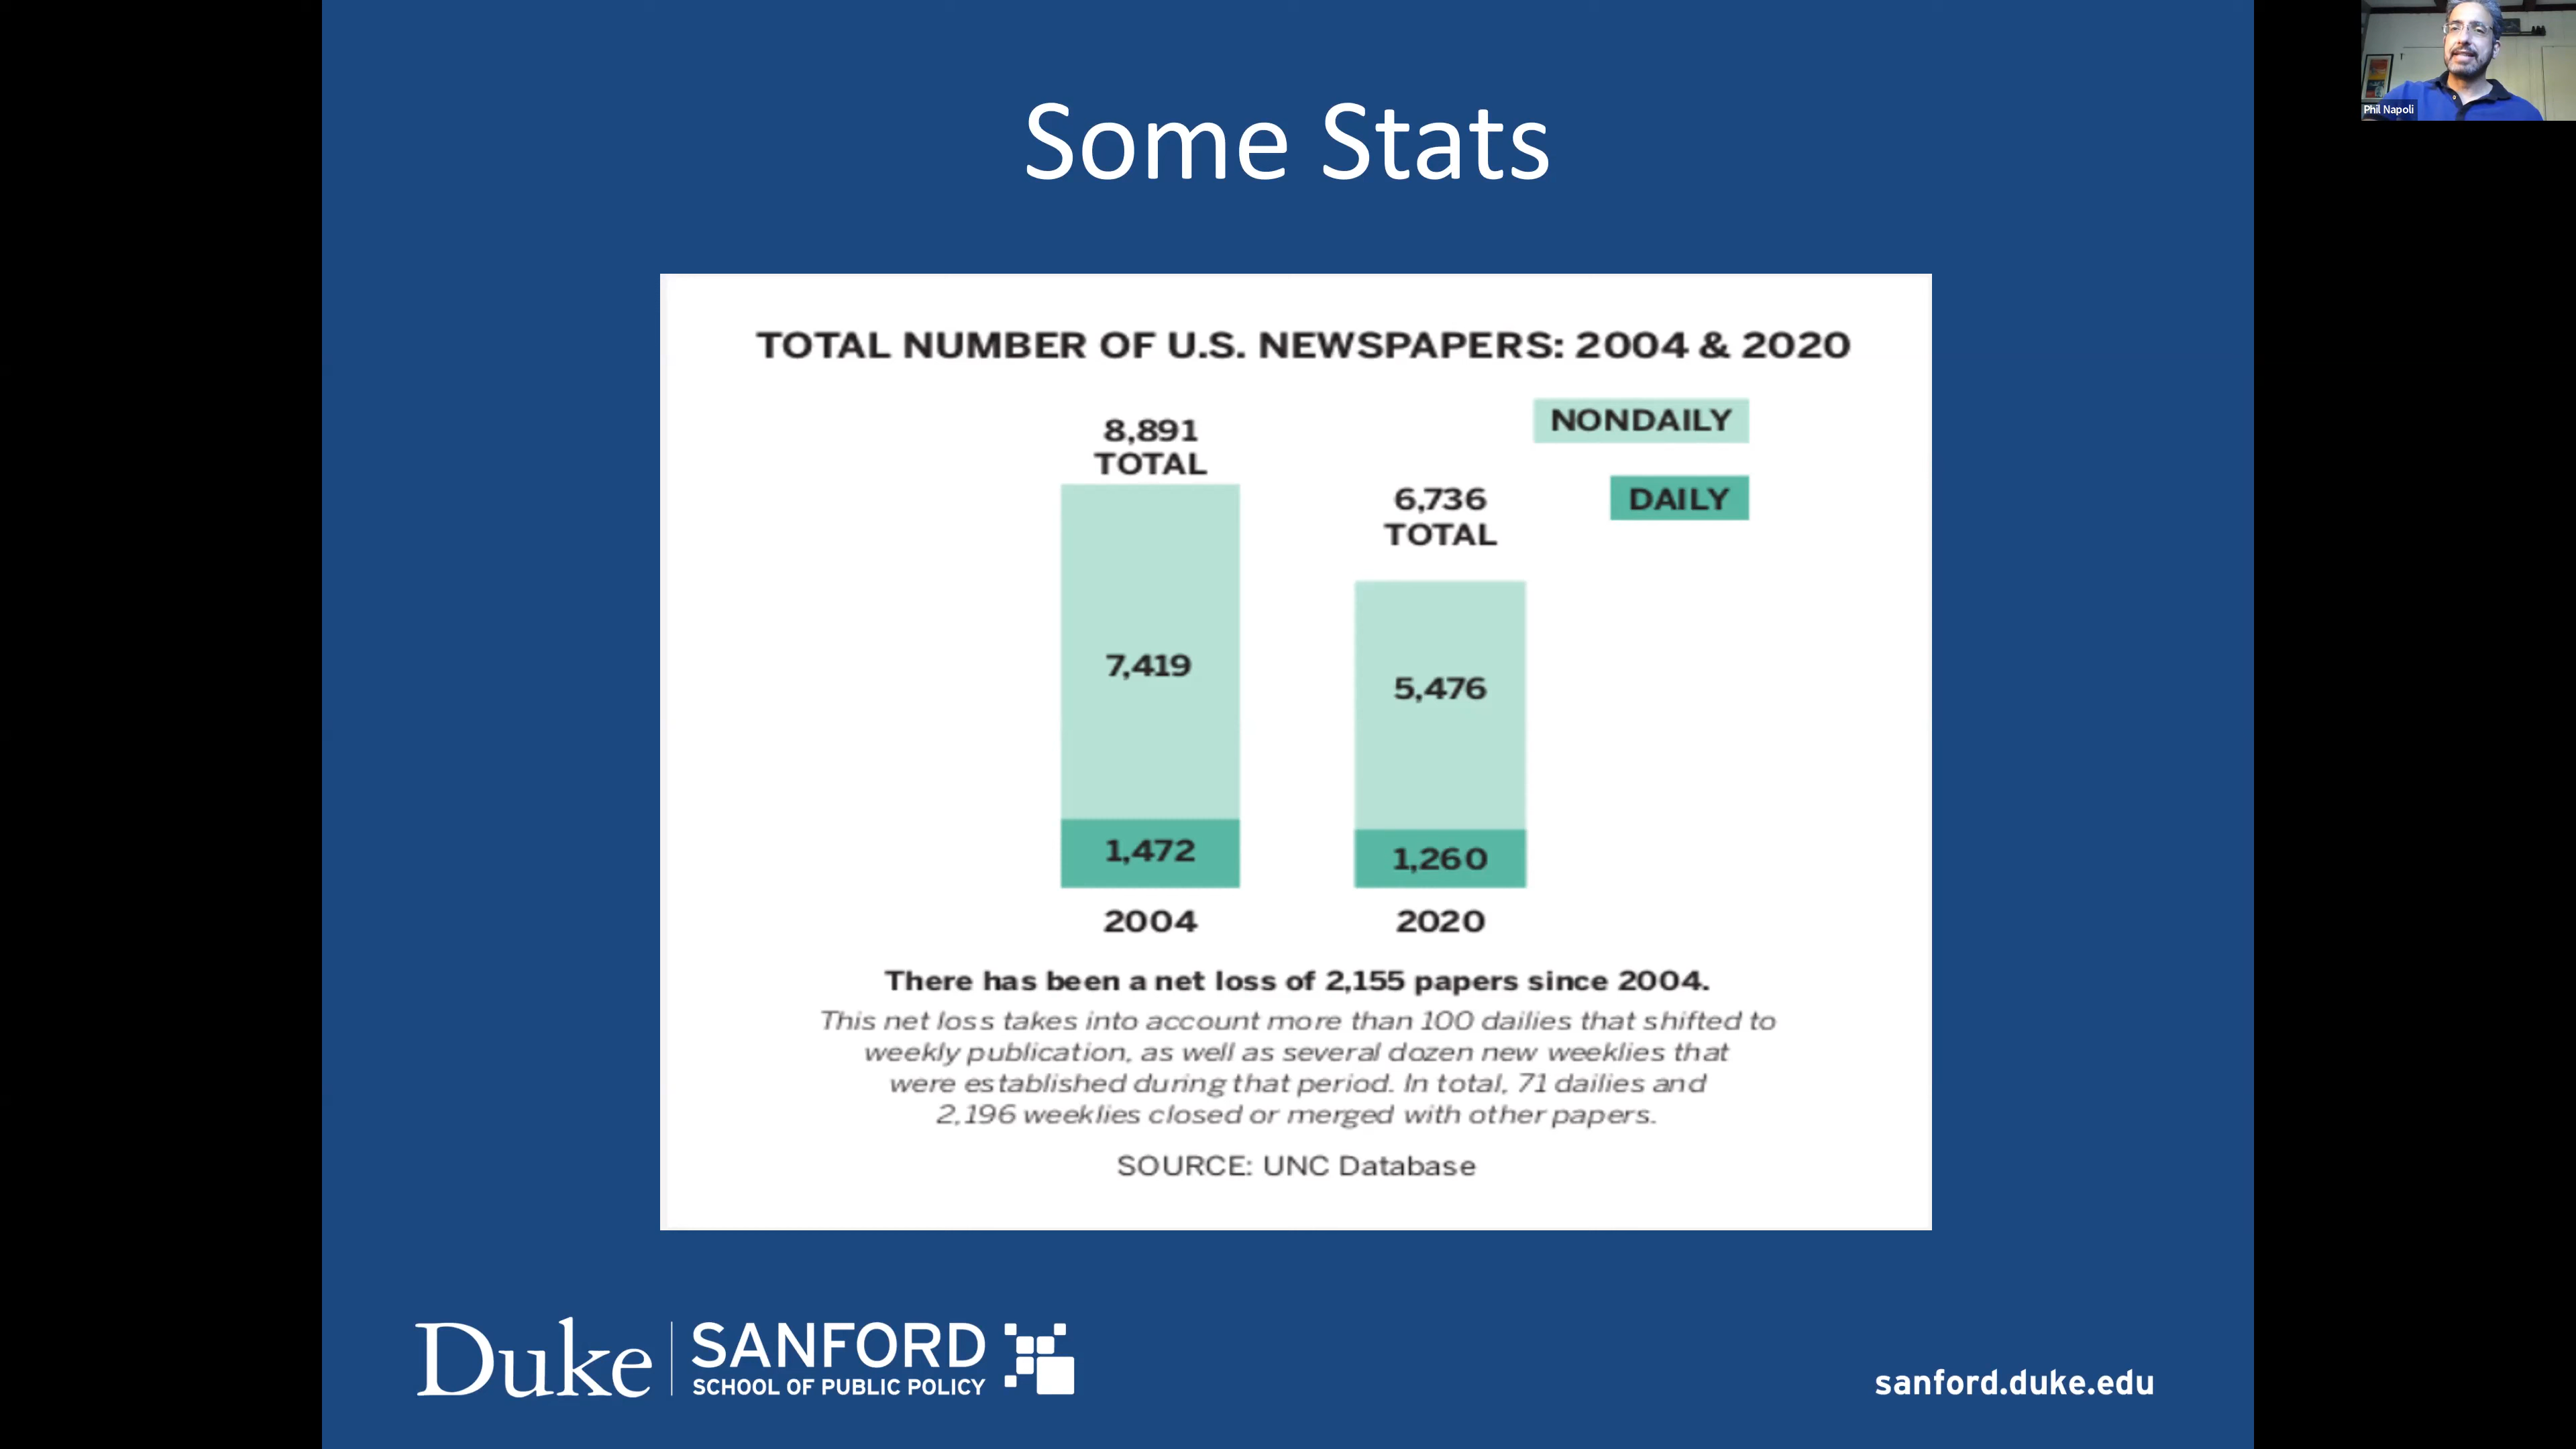 Some Stats
Phil Napoli
TOTAL NUMBER OF U.S. NEWSPAPERS: 2004 & 2020
8,891
TOTAL
NONDAILY
6,736
TOTAL
DAILY
7,419
5,476
1,472
1,260
2004
2020
There has been a net loss of 2,155 papers since 2004.
This net loss takes into account more than 100 dailies that shifted to
weekly publication, as well as several dozen new weeklies that
were established during that period. In total, 71 dailies and
2,196 weeklies closed or merged with other papers.
SOURCE: UNC Database
Duke
SANFORD
SCHOOL OF PUBLIC POLICY
sanford.duke.edu